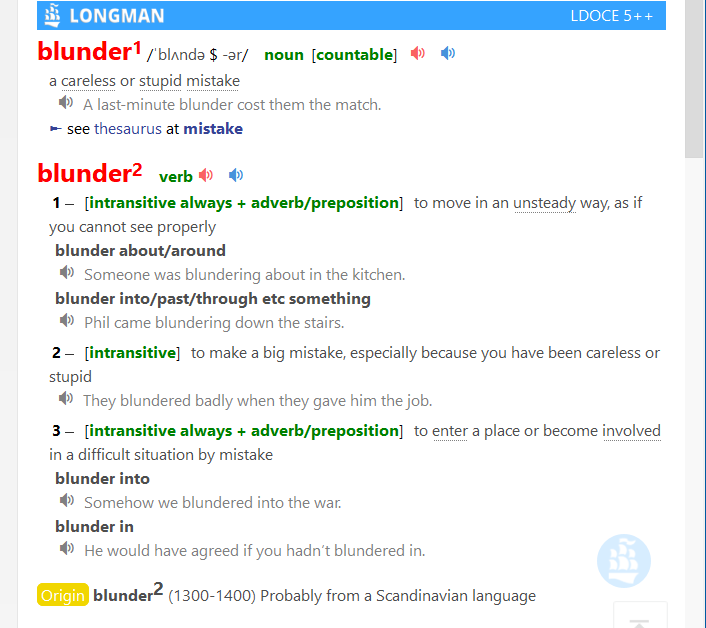 LONGMAN LDOCE 5++
blunder1 /ˈblʌndə $ -ər/ noun [countable]
a careless or stupid mistake
A last-minute blunder cost them the match.
► see thesaurus at mistake
blunder2 verb
1 – [intransitive always + adverb/preposition] to move in an unsteady way, as if
you cannot see properly
blunder about/around
Someone was blundering about in the kitchen.
blunder into/past/through etc something
Phil came blundering down the stairs.
2 – [intransitive] to make a big mistake, especially because you have been careless or
stupid
They blundered badly when they gave him the job.
3 – [intransitive always + adverb/preposition] to enter a place or become involved
in a difficult situation by mistake
blunder into
Somehow we blundered into the war.
blunder in
He would have agreed if you hadn’t blundered in.
Origin blunder2 (1300-1400) Probably from a Scandinavian language